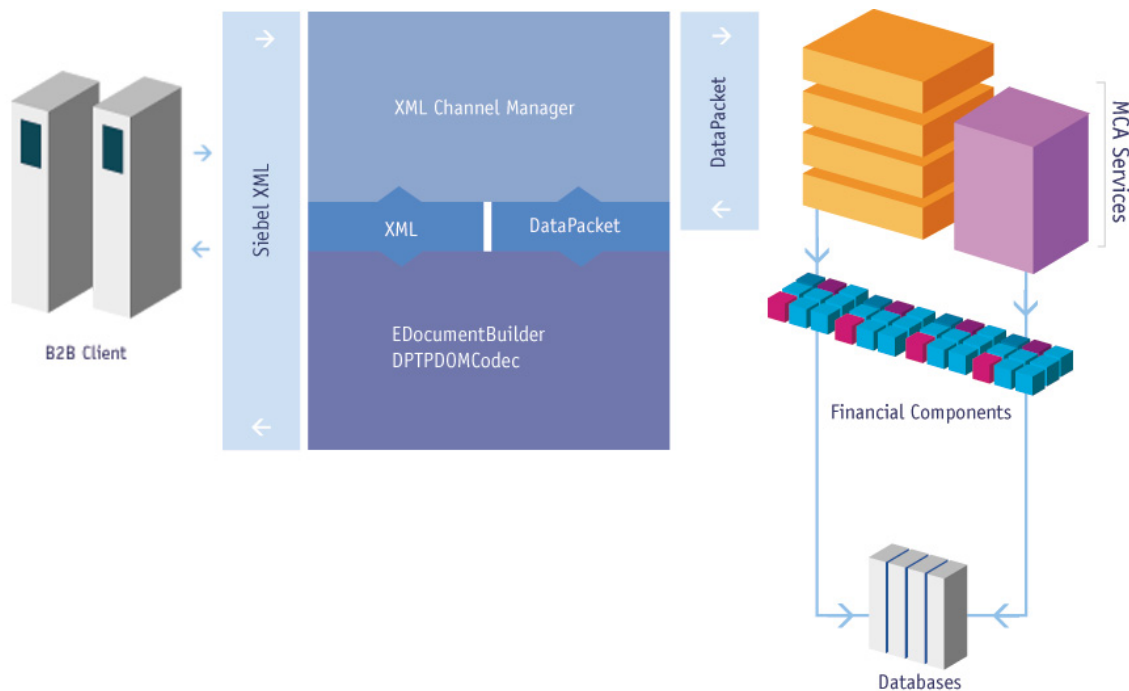 B2B Client
Siebel XML
XML Channel Manager
XML
DataPacket
EDocumentBuilder
DPTPDOMCodec
DataPacket
MCA Services
Financial Components
Databases